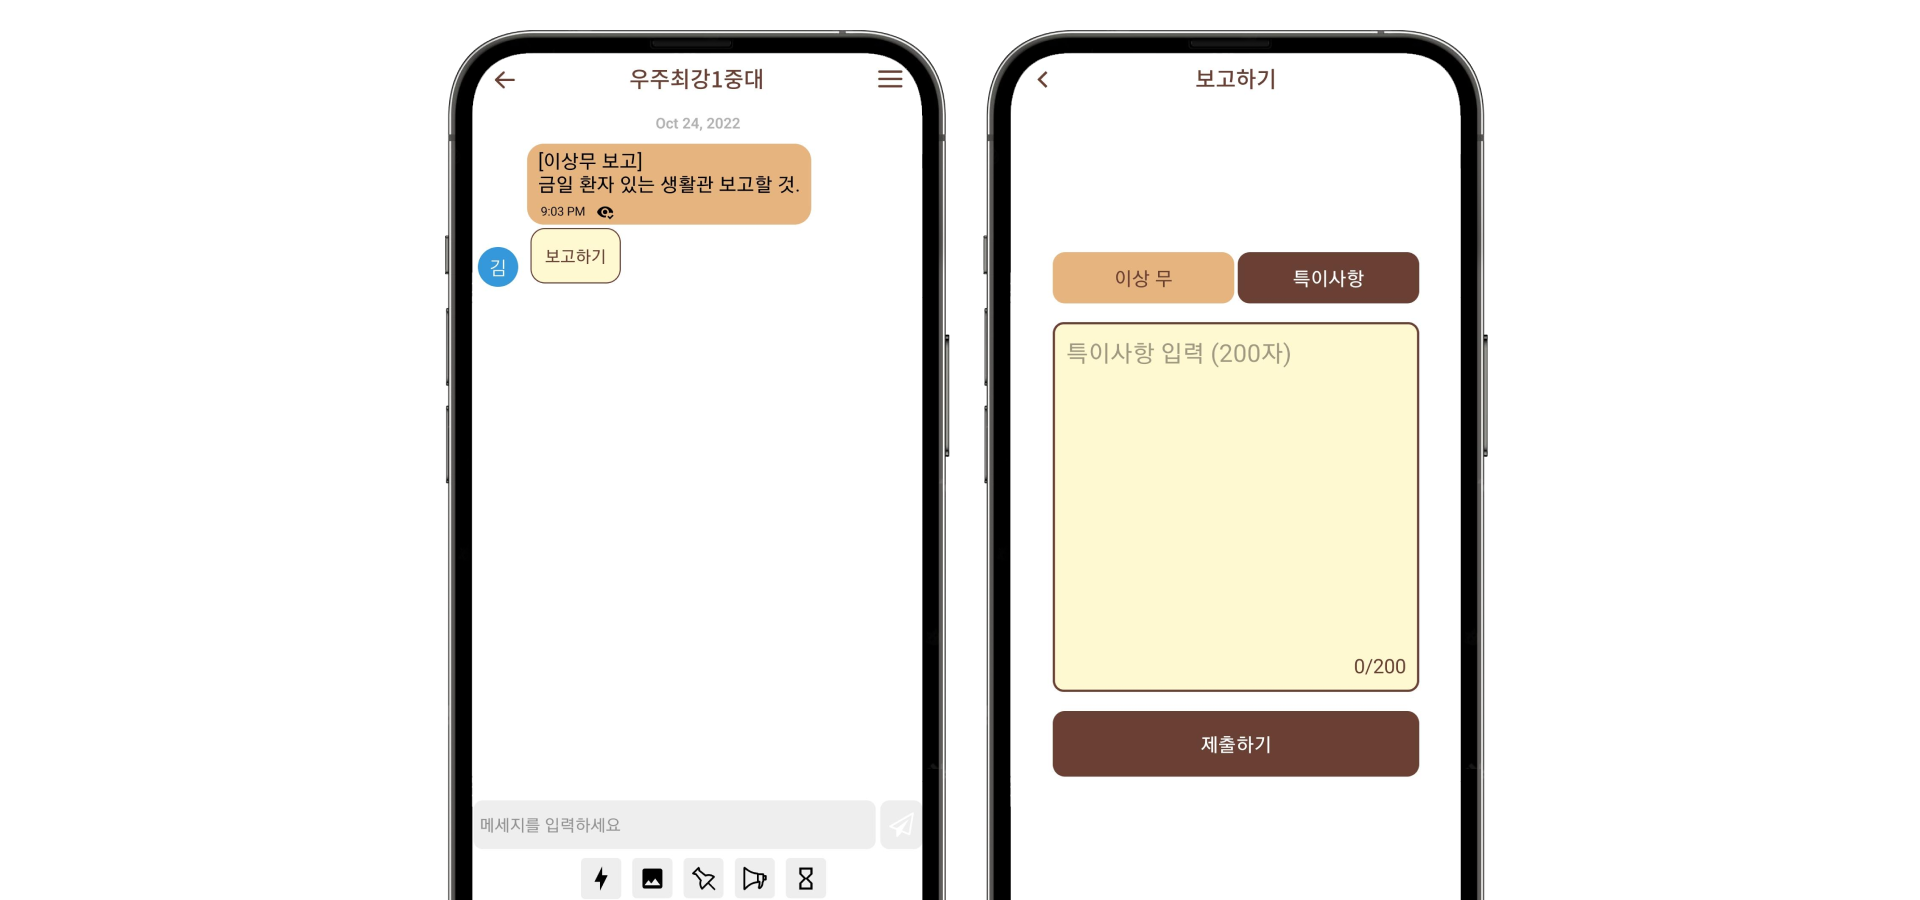 우주최강1중대
Oct 24, 2022
[이상무 보고]
금일 환자 있는 생활관 보고할 것.
9:03 PM
김
보고하기
메세지를 입력하세요
보고하기
이상 무
특이사항
특이사항 입력 (200자)
0/200
제출하기